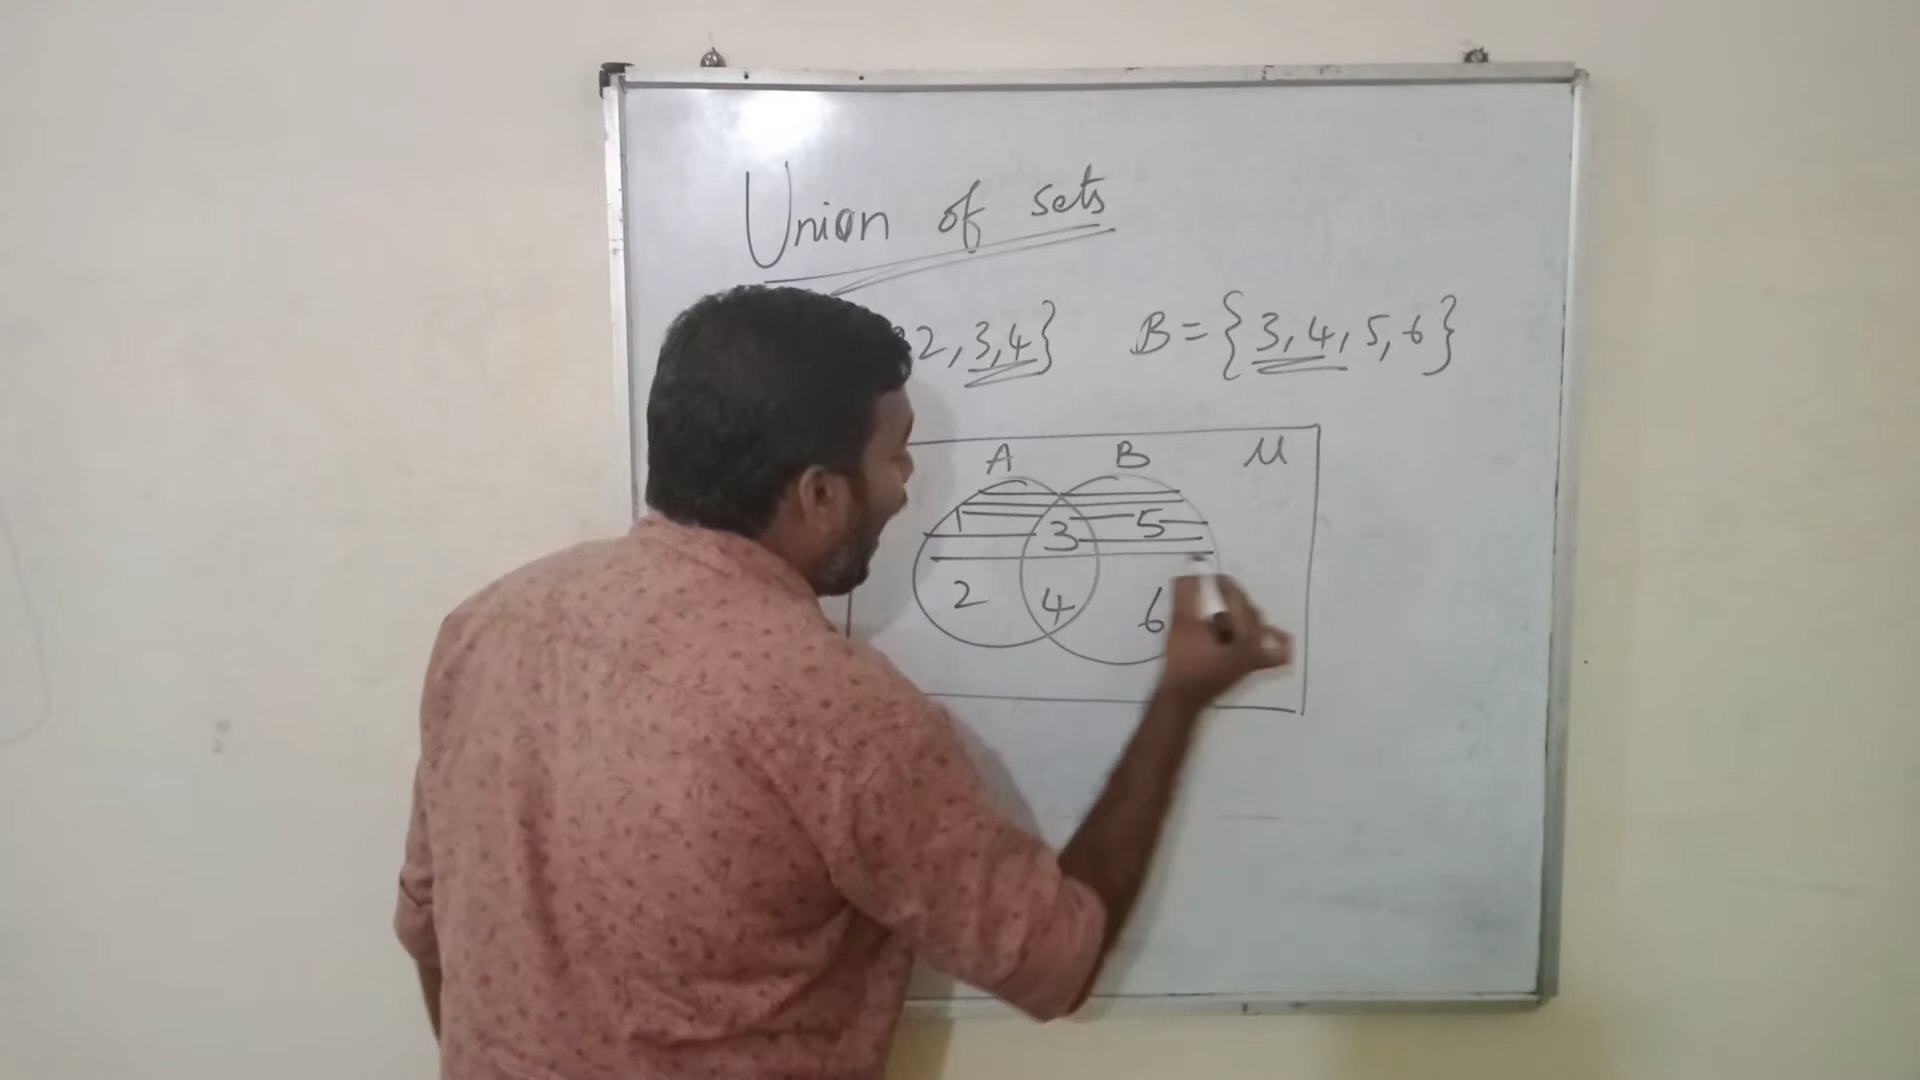 Union of sets
2, 3,4} B = {3,4, 5, 6}
A B μ
1 3 5
2 4 6